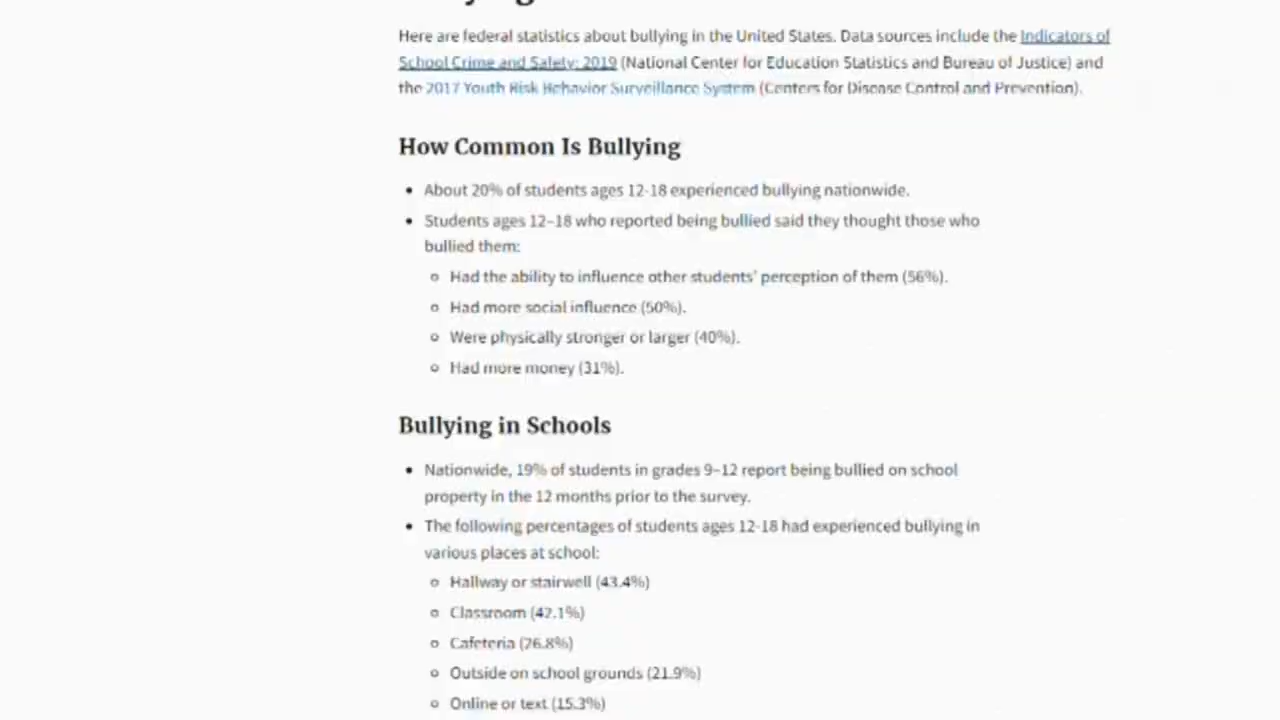 Here are federal statistics about bullying in the United States. Data sources include the Indicators of
School Crime and Safety: 2019 (National Center for Education Statistics and Bureau of Justice) and
the 2017 Youth Risk Behavior Surveillance System (Centers for Disease Control and Prevention).
How Common Is Bullying
• About 20% of students ages 12-18 experienced bullying nationwide.
• Students ages 12–18 who reported being bullied said they thought those who
bullied them:
o Had the ability to influence other students' perception of them (56%).
o Had more social influence (50%).
o Were physically stronger or larger (40%).
o Had more money (31%).
Bullying in Schools
• Nationwide, 19% of students in grades 9–12 report being bullied on school
property in the 12 months prior to the survey.
• The following percentages of students ages 12-18 had experienced bullying in
various places at school:
o Hallway or stairwell (43.4%)
o Classroom (42.1%)
o Cafeteria (26.8%)
o Outside on school grounds (21.9%)
o Online or text (15.3%)